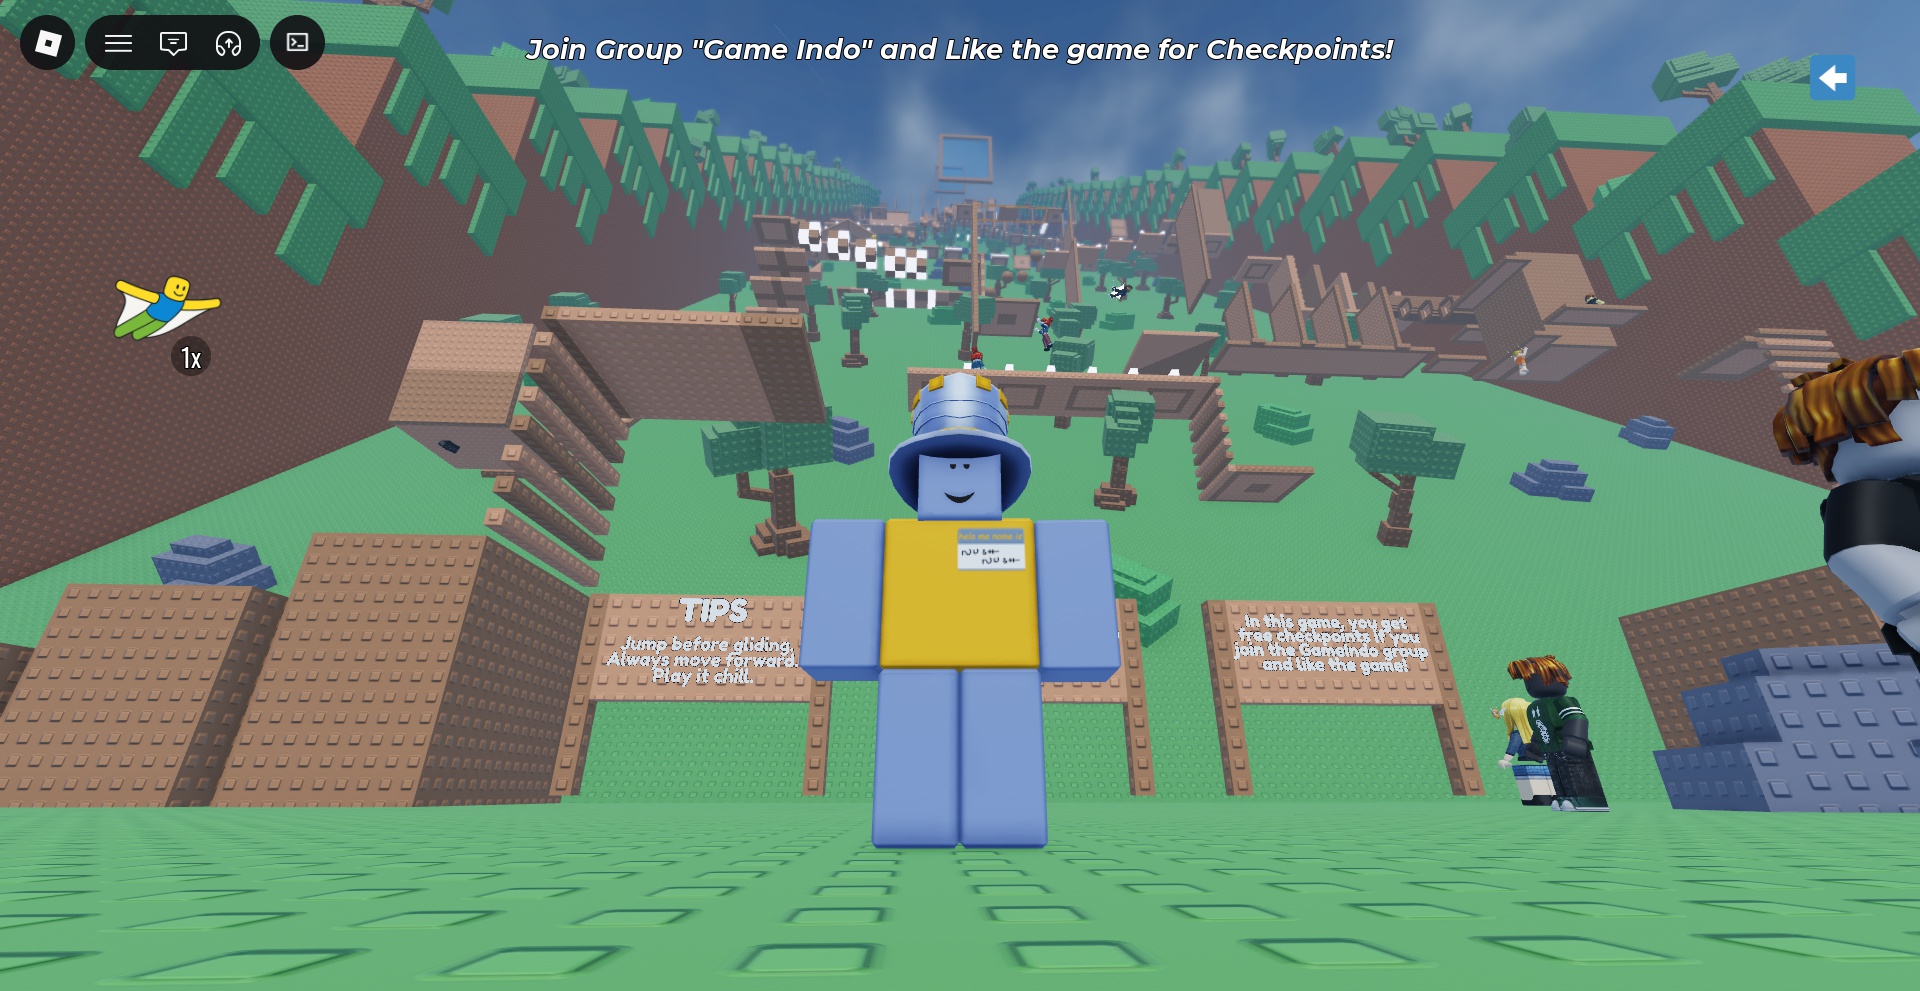 Join Group "Game Indo" and Like the game for Checkpoints!
1x
TIPS
Jump before gliding.
Always move forward.
Play it chill.
In this game, you get
free checkpoints if you
join the GameIndo group
and like the game!